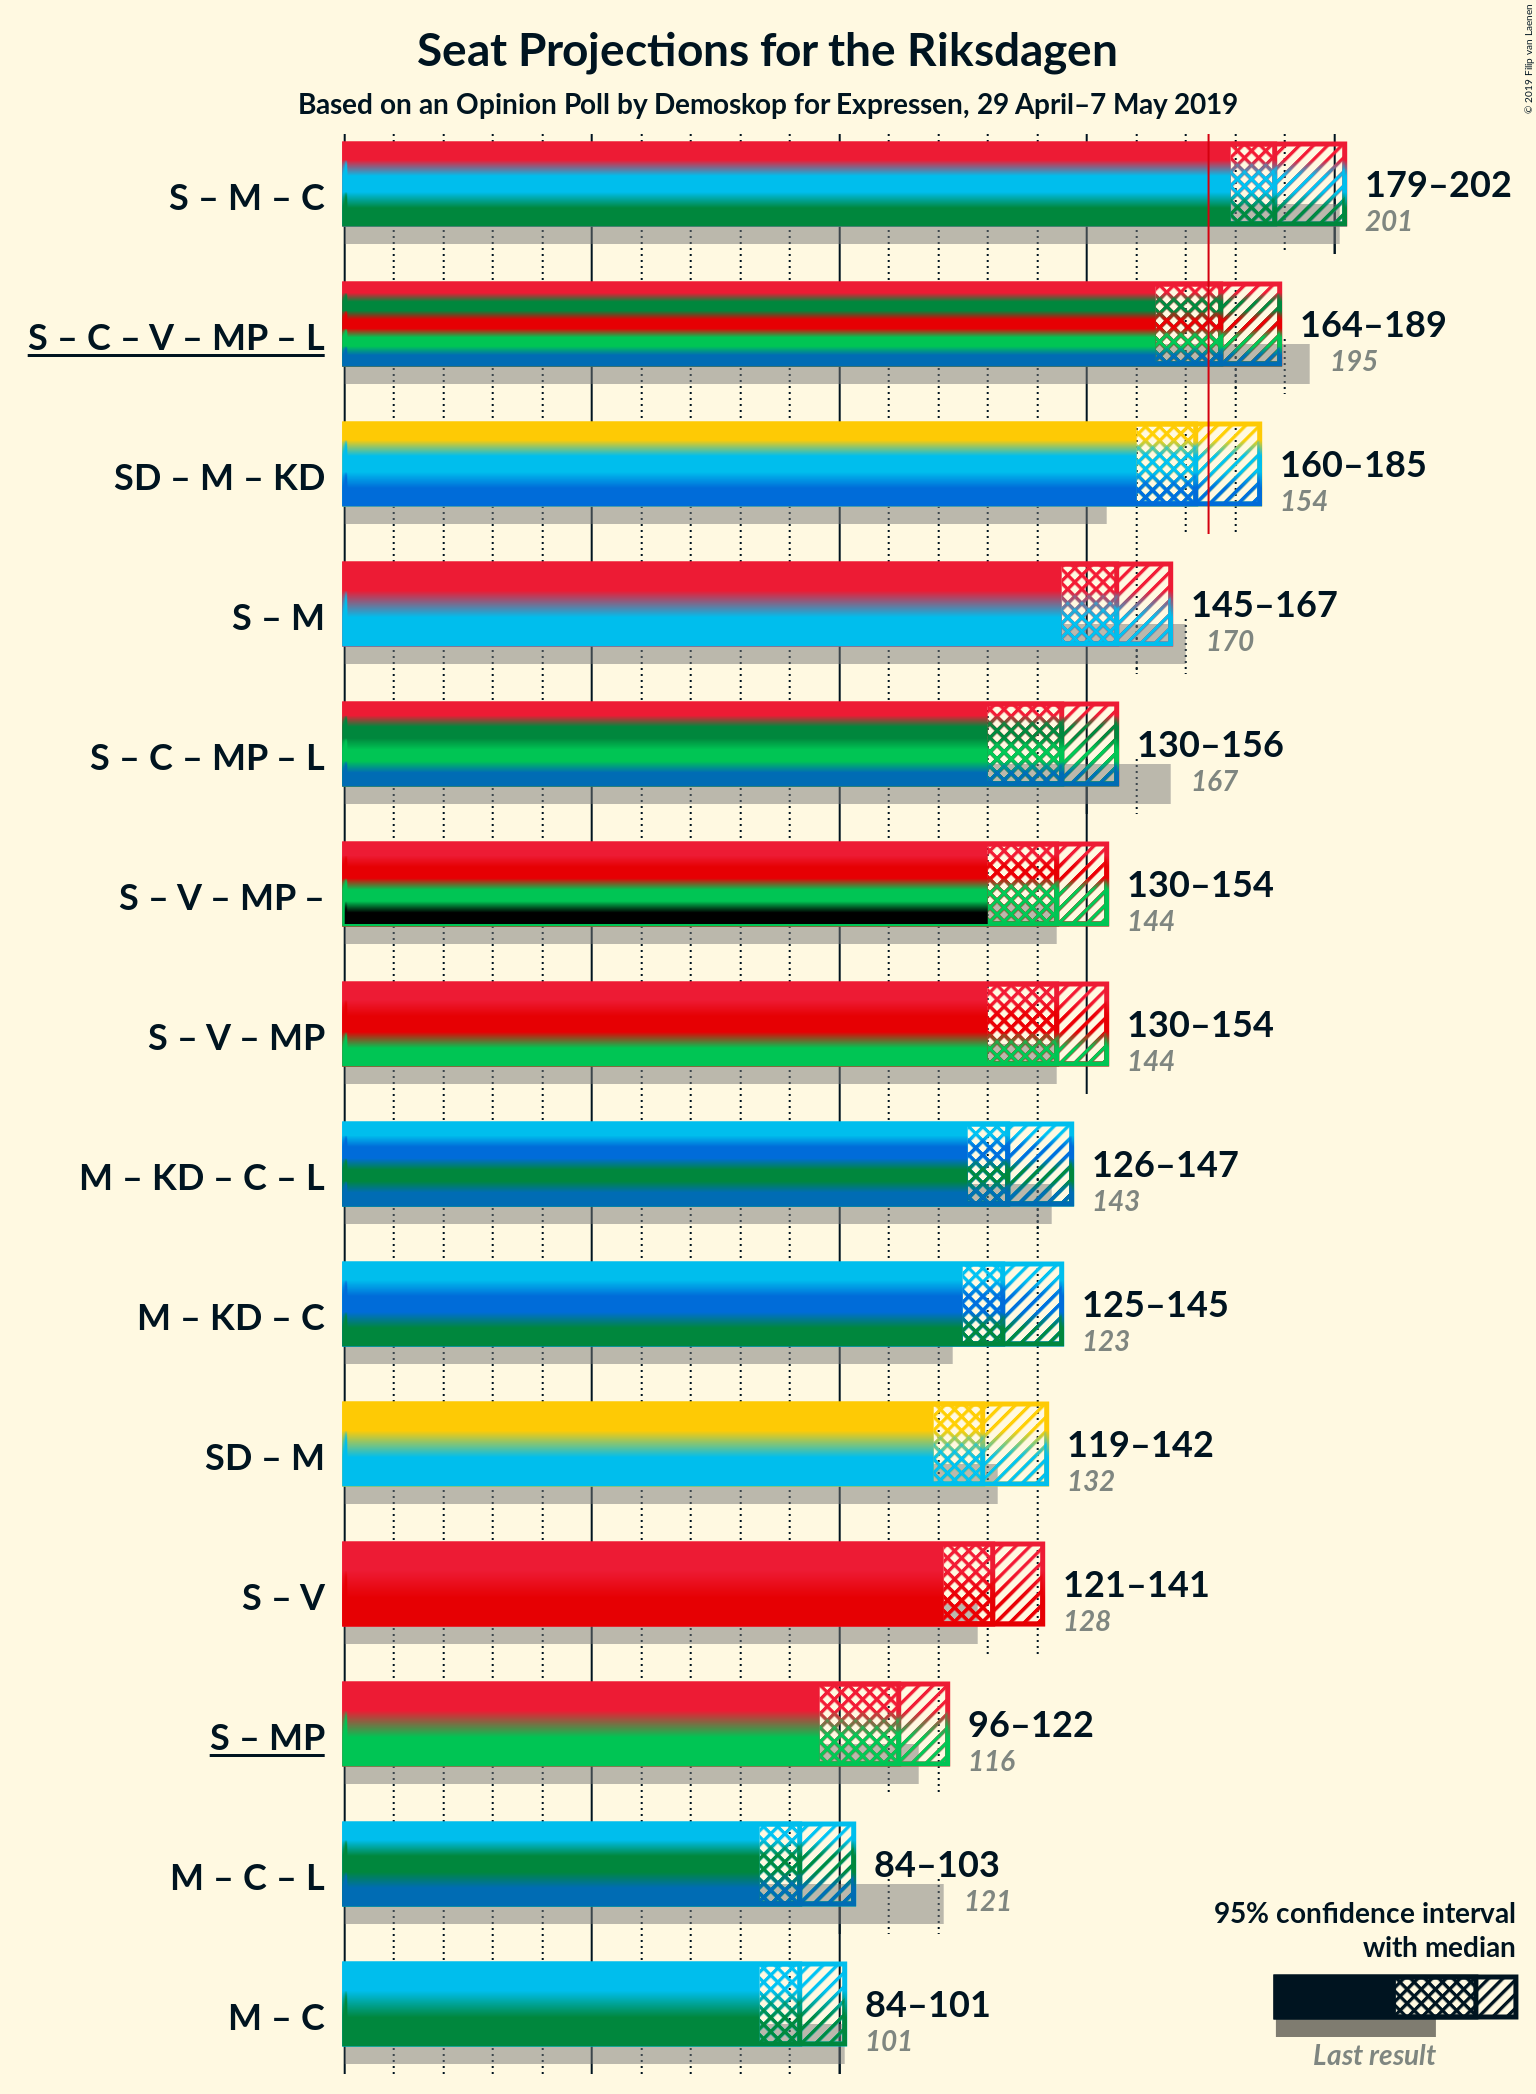 © 2019 Filip van Laenen
Seat Projections for the Riksdagen
Based on an Opinion Poll by Demoskop for Expressen, 29 April–7 May 2019
S – M – C
179–202
201
S – C – V – MP – L
164–189
195
SD – M – KD
160–185
154
S – M
145–167
170
S – C – MP – L
130–156
167
S – V – MP –
130–154
144
S – V – MP
130–154
144
M – KD – C – L
126–147
143
M – KD – C
125–145
123
SD – M
119–142
132
S – V
121–141
128
S – MP
96–122
116
M – C – L
84–103
121
M – C
84–101
101
95% confidence interval
with median
Last result